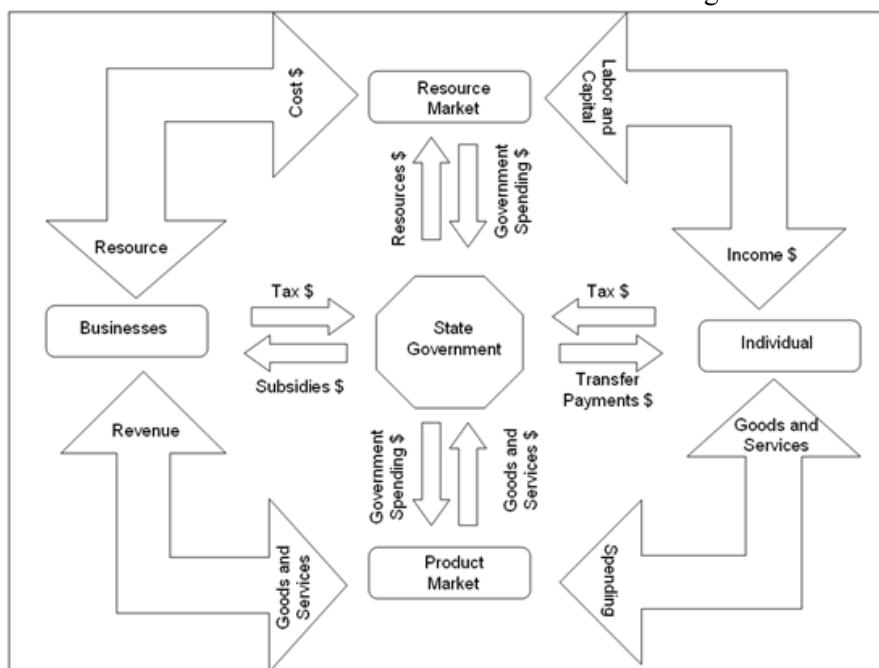 Cost $
Resource
Market
Labor and
Capital
Resources $
Government
Spending $
Resource
Income $
Tax $
Tax $
Businesses
State
Government
Individual
Subsidies $
Transfer
Payments $
Revenue
Goods and
Services
Government
Spending $
Goods and
Services $
Goods and
Services
Product
Market
Spending